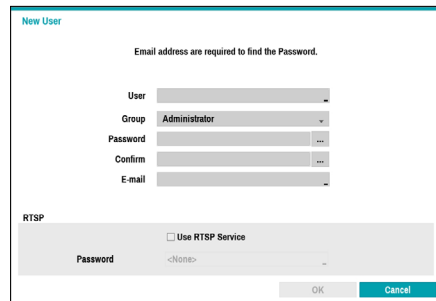 New User
Email address are required to find the Password.
User
Group Administrator
Password ...
Confirm ...
E-mail
RTSP
Use RTSP Service
Password <None>
OK Cancel